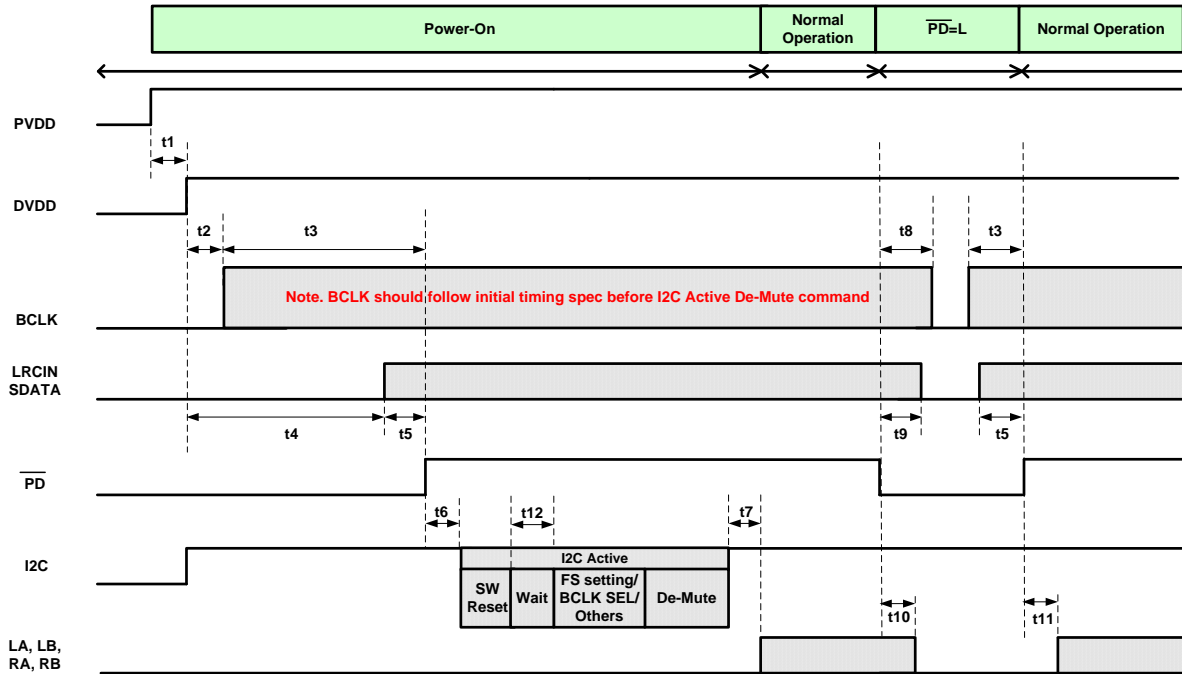 Power-On
Normal
Operation
PD=L
Normal Operation
PVDD
t1
DVDD
t2
t3
t8
t3
Note. BCLK should follow initial timing spec before I2C Active De-Mute command
BCLK
LRCIN
SDATA
t4
t5
t9
t5
PD
t6
t12
t7
I2C
I2C Active
SW
Reset
Wait
FS setting/
BCLK SEL/
Others
De-Mute
t10
t11
LA, LB,
RA, RB